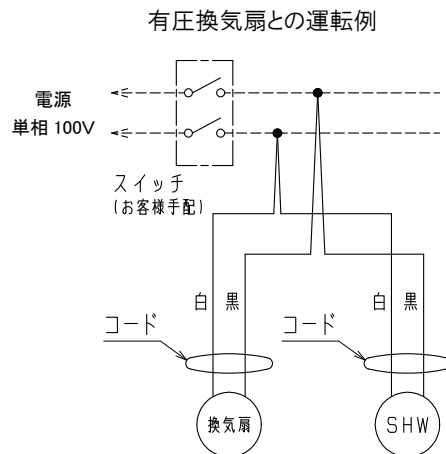 有圧換気扇との運転例
電源
単相 100V
スイッチ
(お客様手配)
白 黒 白 黒
コード コード
換気扇 SHW